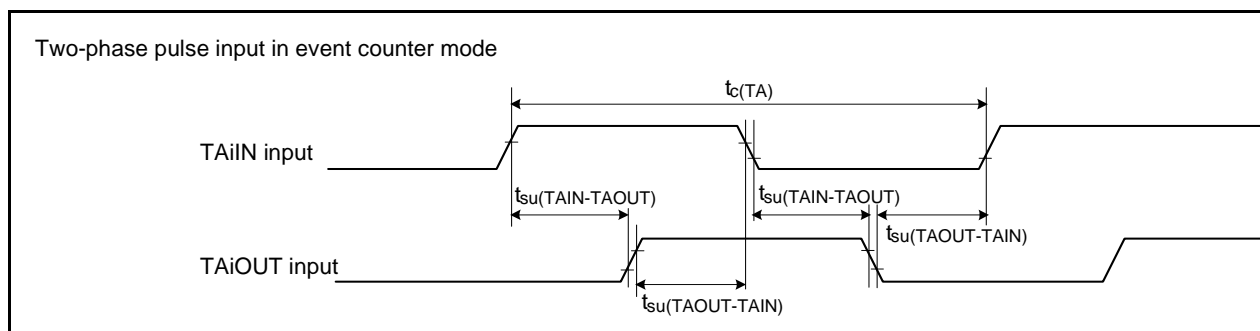 Two-phase pulse input in event counter mode
tc(TA)
TAiIN input
tsu(TAIN-TAOUT)
tsu(TAIN-TAOUT)
tsu(TAOUT-TAIN)
TAiOUT input
tsu(TAOUT-TAIN)